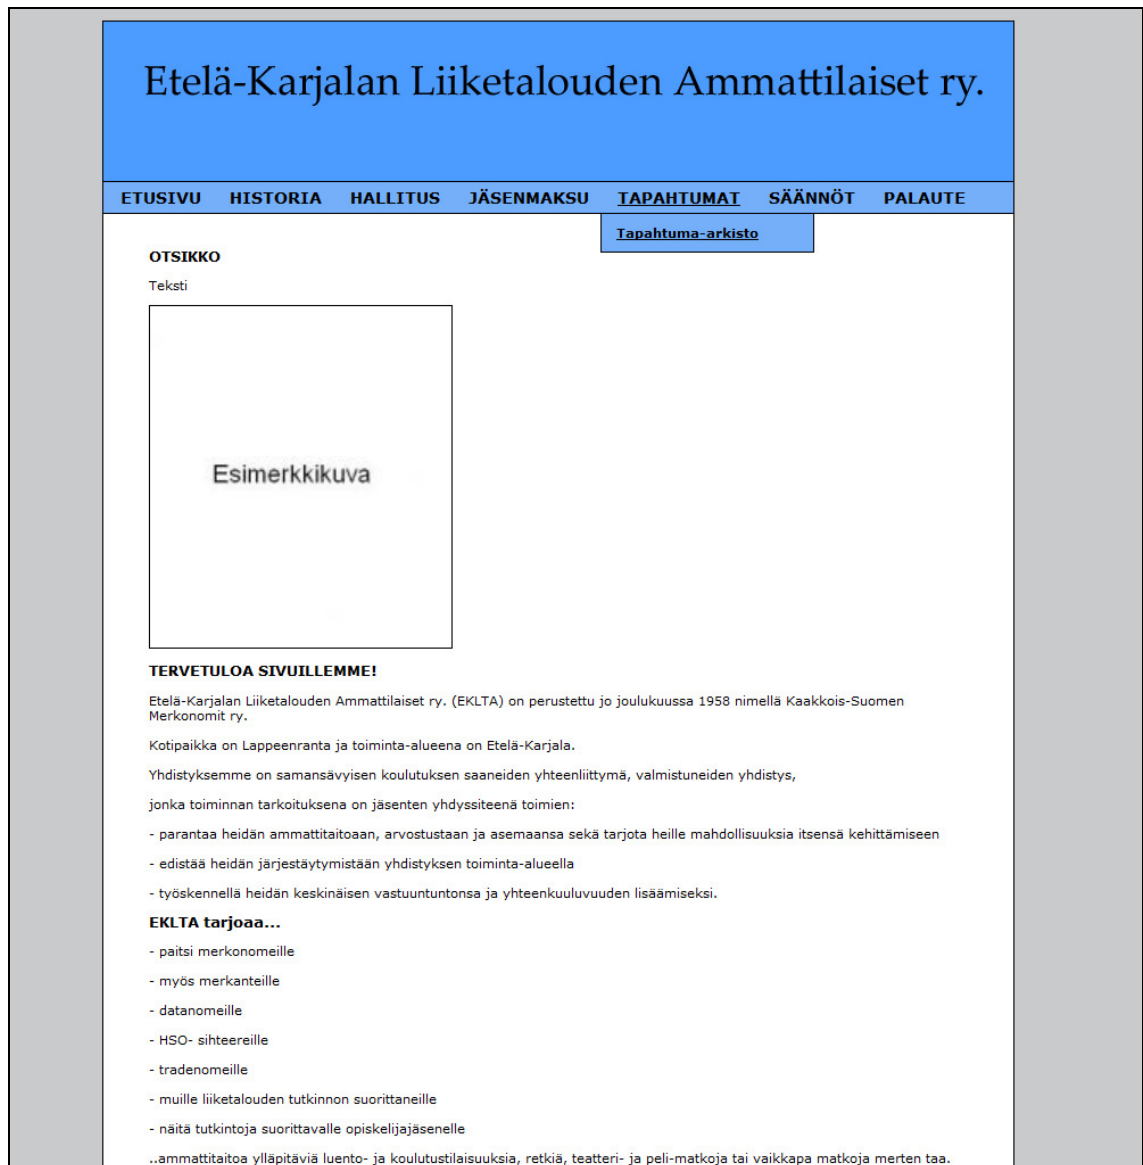 Etelä-Karjalan Liiketalouden Ammattilaiset ry.
ETUSIVU HISTORIA HALLITUS JÄSENMAKSU TAPAHTUMAT SÄÄNNÖT PALAUTE
Tapahtuma-arkisto
OTSIKKO
Teksti
Esimerkkikuva
TERVETULOA SIVUILLEMME!
Etelä-Karjalan Liiketalouden Ammattilaiset ry. (EKLTA) on perustettu jo joulukuussa 1958 nimellä Kaakkois-Suomen
Merkonomit ry.
Kotipaikka on Lappeenranta ja toiminta-alueena on Etelä-Karjala.
Yhdistyksemme on samansävyisen koulutuksen saaneiden yhteenliittymä, valmistuneiden yhdistys,
jonka toiminnan tarkoituksena on jäsenten yhdyssiteenä toimien:
- parantaa heidän ammattitaitoaan, arvostustaan ja asemaansa sekä tarjota heille mahdollisuuksia itsensä kehittämiseen
- edistää heidän järjestäytymistään yhdistyksen toiminta-alueella
- työskennellä heidän keskinäisen vastuuntuntonsa ja yhteenkuuluvuuden lisäämiseksi.
EKLTA tarjoaa...
- paitsi merkonomeille
- myös merkanteille
- datanomeille
- HSO- sihteereille
- tradenomeille
- muille liiketalouden tutkinnon suorittaneille
- näitä tutkintoja suorittavalle opiskelijajäsenelle
..ammattitaitoa ylläpitäviä luento- ja koulutustilaisuuksia, retkiä, teatteri- ja peli-matkoja tai vaikkapa matkoja merten taa.